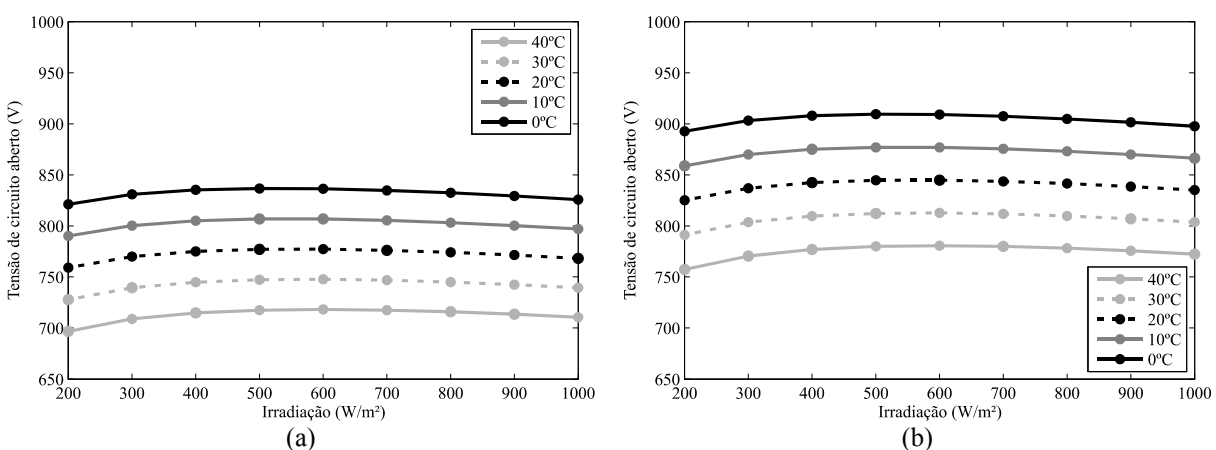 Tensão de circuito aberto (V)
1000
950
900
850
800
750
700
650
200 300 400 500 600 700 800 900 1000
Irradiação (W/m²)
40ºC
30ºC
20ºC
10ºC
0ºC
(a)
Tensão de circuito aberto (V)
1000
950
900
850
800
750
700
650
200 300 400 500 600 700 800 900 1000
Irradiação (W/m²)
40ºC
30ºC
20ºC
10ºC
0ºC
(b)